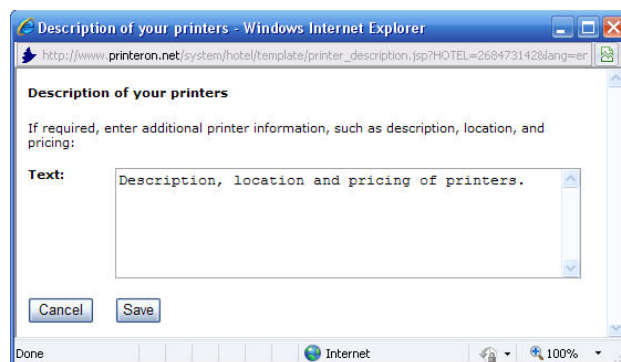 Description of your printers - Windows Internet Explorer
http://www.printeron.net/system/hotel/template/printer_description.jsp?HOTEL=268473142&lang=en
Description of your printers
If required, enter additional printer information, such as description, location, and
pricing:
Text:
Description, location and pricing of printers.
Cancel Save
Done Internet 100%